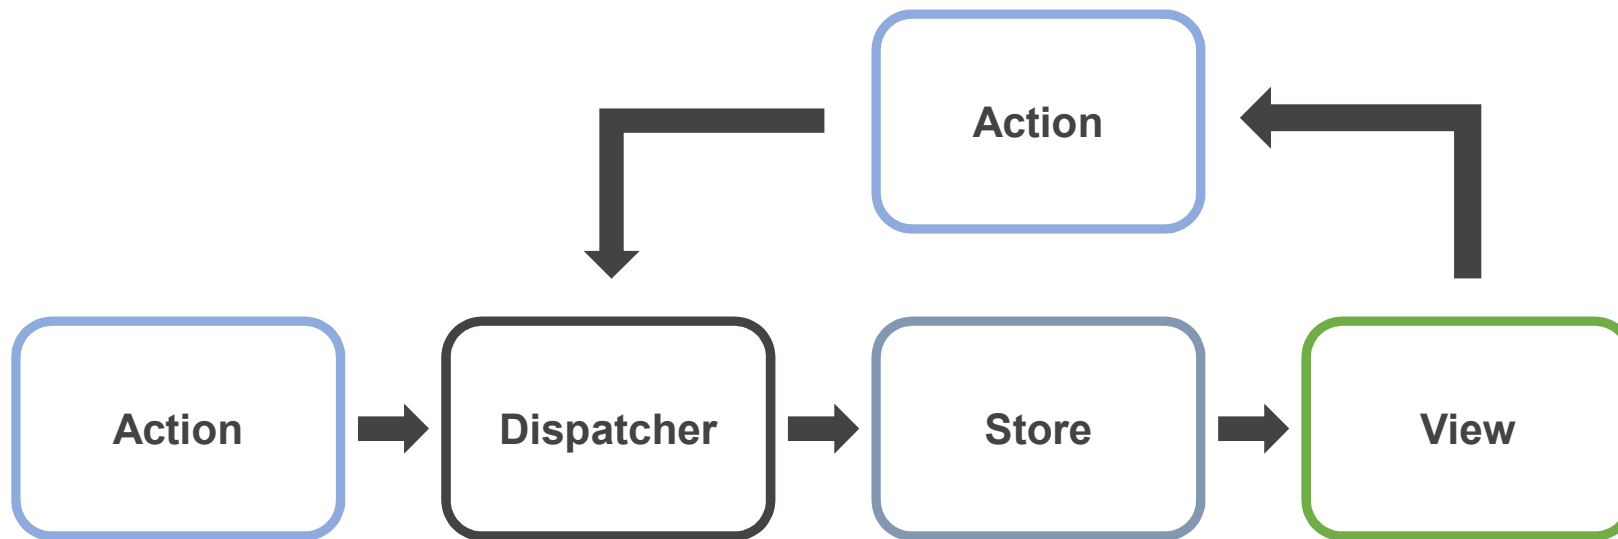 Action
Action
Dispatcher
Store
View